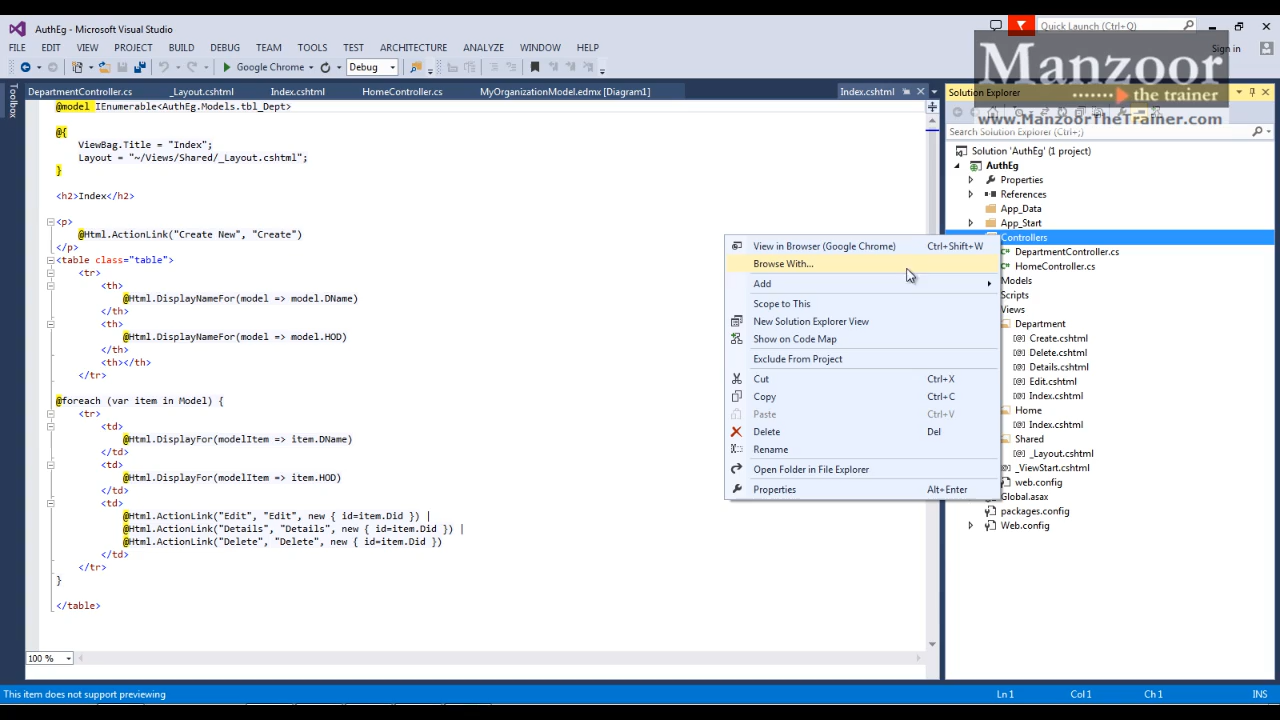 AuthEg - Microsoft Visual Studio
Quick Launch (Ctrl+Q)
FILE EDIT VIEW PROJECT BUILD DEBUG TEAM TOOLS TEST ARCHITECTURE ANALYZE WINDOW HELP
Sign in
Google Chrome Debug
Manzoor
the trainer
www.ManzoorTheTrainer.com
Toolbox
DepartmentController.cs _Layout.cshtml Index.cshtml HomeController.cs MyOrganizationModel.edmx [Diagram1] Index.cshtml
@model IEnumerable<AuthEg.Models.tbl_Dept>
@{
ViewBag.Title = "Index";
Layout = "~/Views/Shared/_Layout.cshtml";
}
<h2>Index</h2>
<p>
@Html.ActionLink("Create New", "Create")
</p>
<table class="table">
<tr>
<th>
@Html.DisplayNameFor(model => model.DName)
</th>
<th>
@Html.DisplayNameFor(model => model.HOD)
</th>
<th></th>
</tr>
@foreach (var item in Model) {
<tr>
<td>
@Html.DisplayFor(modelItem => item.DName)
</td>
<td>
@Html.DisplayFor(modelItem => item.HOD)
</td>
<td>
@Html.ActionLink("Edit", "Edit", new { id=item.Did }) |
@Html.ActionLink("Details", "Details", new { id=item.Did }) |
@Html.ActionLink("Delete", "Delete", new { id=item.Did })
</td>
</tr>
}
</table>
100 %
View in Browser (Google Chrome) Ctrl+Shift+W
Browse With...
Add
Scope to This
New Solution Explorer View
Show on Code Map
Exclude From Project
Cut Ctrl+X
Copy Ctrl+C
Paste Ctrl+V
Delete Del
Rename
Open Folder in File Explorer
Properties Alt+Enter
Solution Explorer
Search Solution Explorer (Ctrl+;)
Solution 'AuthEg' (1 project)
AuthEg
Properties
References
App_Data
App_Start
Controllers
DepartmentController.cs
HomeController.cs
Models
Scripts
Views
Department
Create.cshtml
Delete.cshtml
Details.cshtml
Edit.cshtml
Index.cshtml
Home
Index.cshtml
Shared
_Layout.cshtml
_ViewStart.cshtml
web.config
Global.asax
packages.config
Web.config
This item does not support previewing Ln 1 Col 1 Ch 1 INS